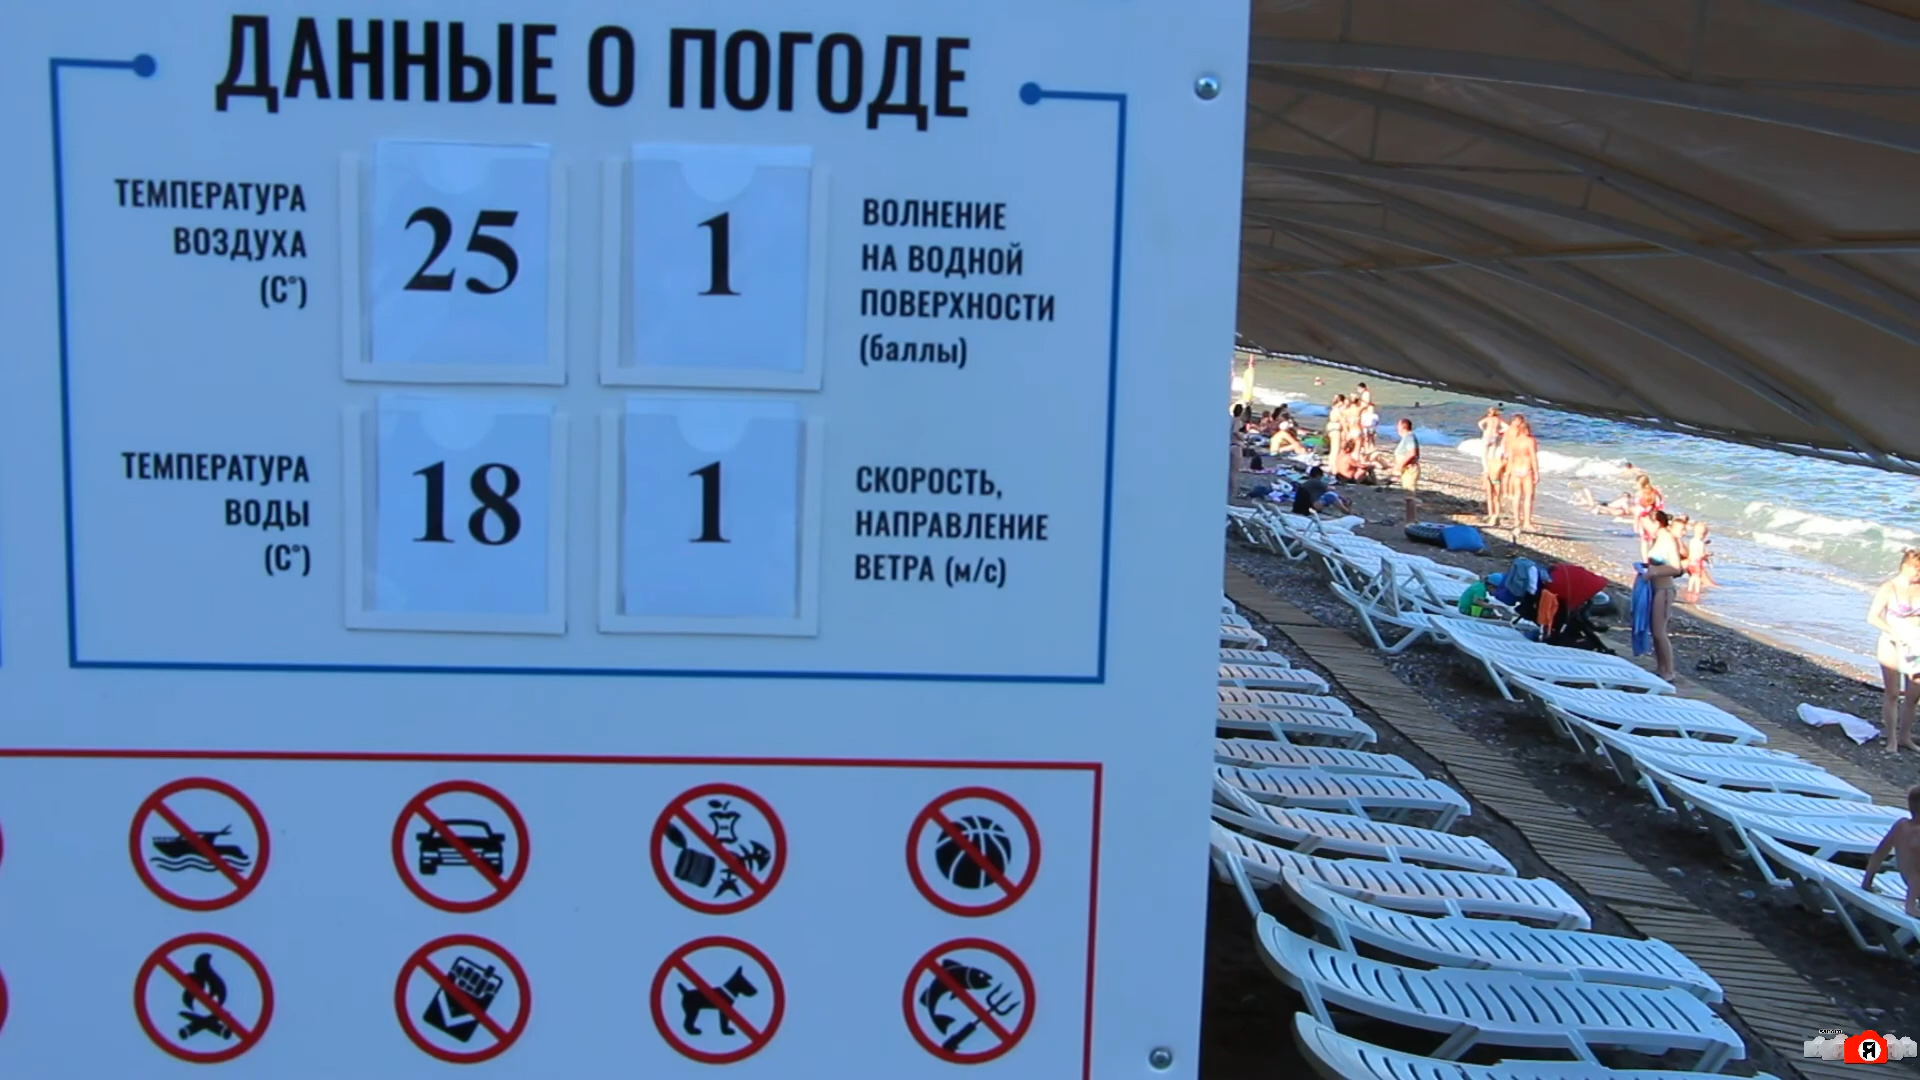 ДАННЫЕ О ПОГОДЕ
ТЕМПЕРАТУРА
ВОЗДУХА
(C°)
25
1
ВОЛНЕНИЕ
НА ВОДНОЙ
ПОВЕРХНОСТИ
(баллы)
ТЕМПЕРАТУРА
ВОДЫ
(C°)
18
1
СКОРОСТЬ,
НАПРАВЛЕНИЕ
ВЕТРА (м/с)
Я